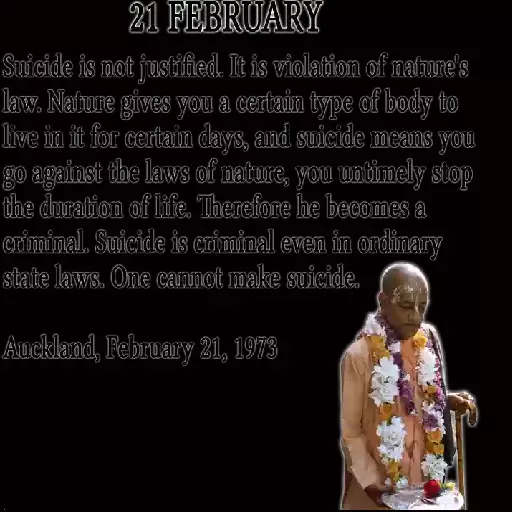 21 FEBRUARY
Suicide is not justified. It is violation of nature's
law. Nature gives you a certain type of body to
live in it for certain days, and suicide means you
go against the laws of nature, you untimely stop
the duration of life. Therefore he becomes a
criminal. Suicide is criminal even in ordinary
state laws. One cannot make suicide.
Auckland, February 21, 1973